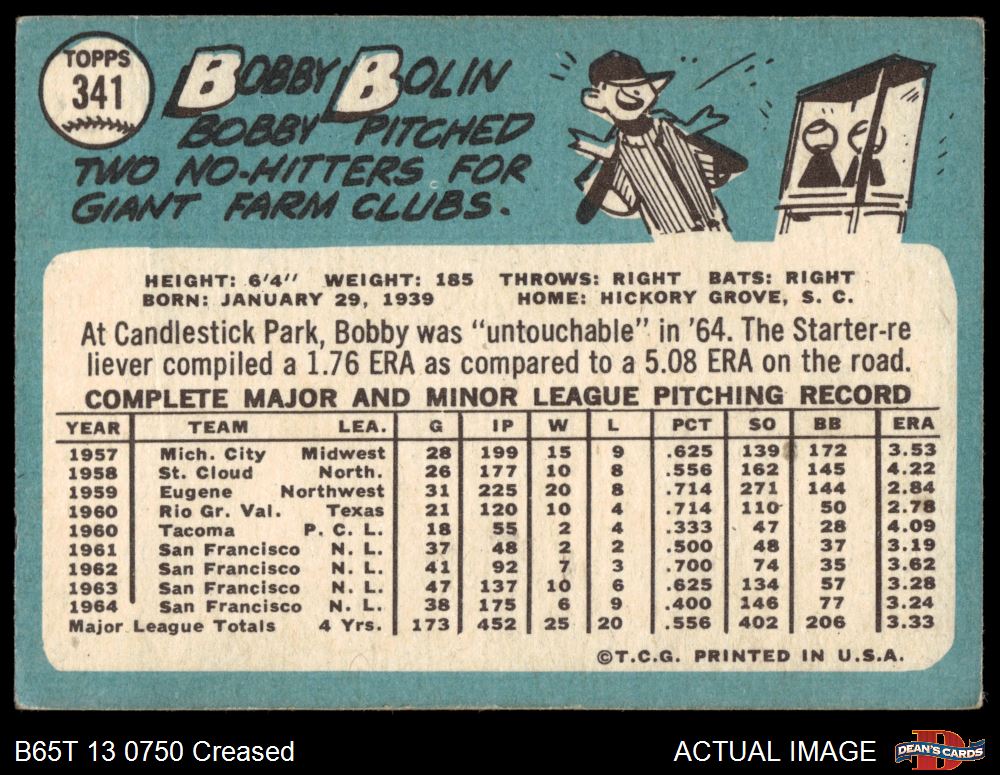 TOPPS
341
BOBBY BOLIN
BOBBY PITCHED
TWO NO-HITTERS FOR
GIANT FARM CLUBS.
HEIGHT: 6'4" WEIGHT: 185 THROWS: RIGHT BATS: RIGHT
BORN: JANUARY 29, 1939 HOME: HICKORY GROVE, S. C.
At Candlestick Park, Bobby was "untouchable" in '64. The Starter-re
liever compiled a 1.76 ERA as compared to a 5.08 ERA on the road.
COMPLETE MAJOR AND MINOR LEAGUE PITCHING RECORD
YEAR TEAM LEA. G IP W L PCT SO BB ERA
1957 Mich. City Midwest 28 199 15 9 .625 139 172 3.53
1958 St. Cloud North. 26 177 10 8 .556 162 145 4.22
1959 Eugene Northwest 31 225 20 8 .714 271 144 2.84
1960 Rio Gr. Val. Texas 21 120 10 4 .714 110 50 2.78
1960 Tacoma P. C. L. 18 55 2 4 .333 47 28 4.09
1961 San Francisco N. L. 37 48 2 2 .500 48 37 3.19
1962 San Francisco N. L. 41 92 7 3 .700 74 35 3.62
1963 San Francisco N. L. 47 137 10 6 .625 134 57 3.28
1964 San Francisco N. L. 38 175 6 9 .400 146 77 3.24
Major League Totals 4 Yrs. 173 452 25 20 .556 402 206 3.33
©T.C.G. PRINTED IN U.S.A.
B65T 13 0750 Creased ACTUAL IMAGE D DEAN'S CARDS